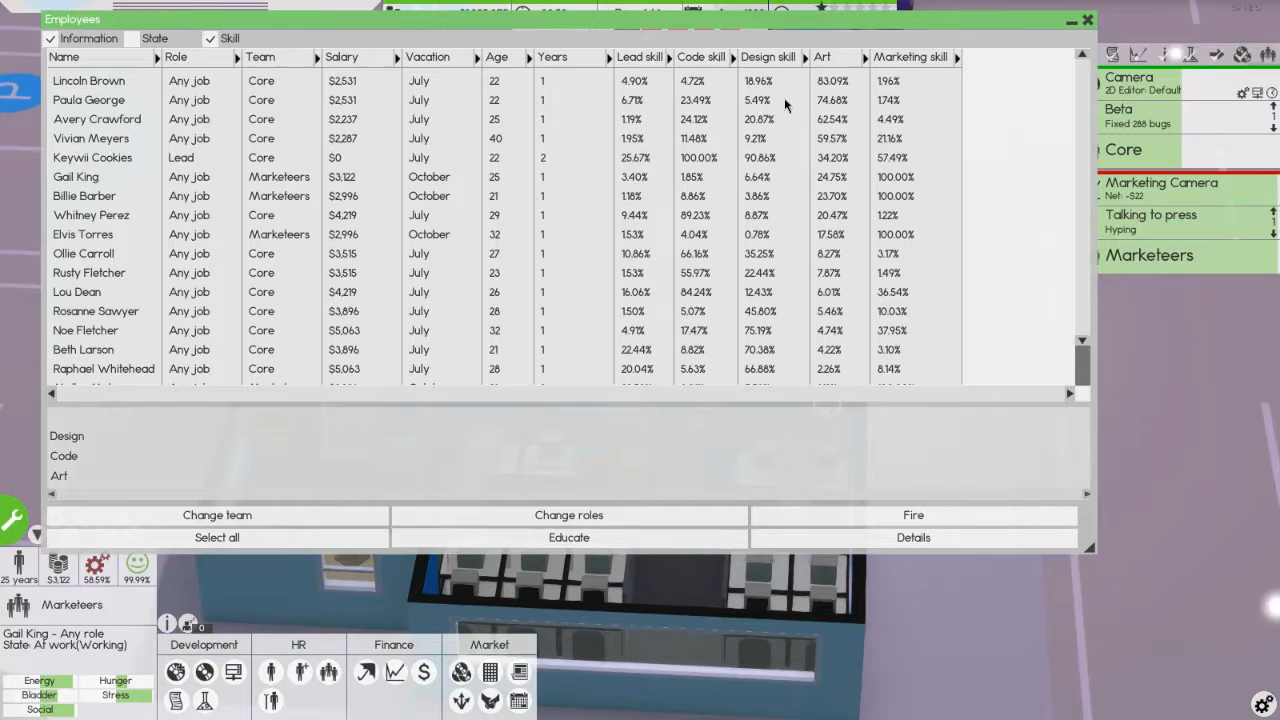 Employees
Information State Skill
Name Role Team Salary Vacation Age Years Lead skill Code skill Design skill Art Marketing skill
Lincoln Brown Any job Core $2,531 July 22 1 4.90% 4.72% 18.96% 83.09% 1.96%
Paula George Any job Core $2,531 July 22 1 6.71% 23.49% 5.49% 74.68% 1.74%
Avery Crawford Any job Core $2,237 July 25 1 1.19% 24.12% 20.87% 62.54% 4.49%
Vivian Meyers Any job Core $2,287 July 40 1 1.95% 11.48% 9.21% 59.57% 21.16%
Keywii Cookies Lead Core $0 July 22 2 25.67% 100.00% 90.86% 34.20% 57.49%
Gail King Any job Marketeers $3,122 October 25 1 3.40% 1.85% 6.64% 24.75% 100.00%
Billie Barber Any job Marketeers $2,996 October 21 1 1.18% 8.86% 3.86% 23.70% 100.00%
Whitney Perez Any job Core $4,219 July 29 1 9.44% 89.23% 8.87% 20.47% 1.22%
Elvis Torres Any job Marketeers $2,996 October 32 1 1.53% 4.04% 0.78% 17.58% 100.00%
Ollie Carroll Any job Core $3,515 July 27 1 10.86% 66.16% 35.25% 8.27% 3.17%
Rusty Fletcher Any job Core $3,515 July 23 1 1.53% 55.97% 22.44% 7.87% 1.49%
Lou Dean Any job Core $4,219 July 26 1 16.06% 84.24% 12.43% 6.01% 36.54%
Rosanne Sawyer Any job Core $3,896 July 28 1 1.50% 5.07% 45.80% 5.46% 10.03%
Noe Fletcher Any job Core $5,063 July 32 1 4.91% 17.47% 75.19% 4.74% 37.95%
Beth Larson Any job Core $3,896 July 21 1 22.44% 8.82% 70.38% 4.22% 3.10%
Raphael Whitehead Any job Core $5,063 July 28 1 20.04% 5.63% 66.88% 2.26% 8.14%
Design
Code
Art
Change team Change roles Fire
Select all Educate Details
Camera
2D Editor: Default
Beta
Fixed 288 bugs
1
Core
Marketing Camera
Net: -$22
Talking to press
Hyping
1
Marketeers
25 years $3,122 58.59% 99.99%
Marketeers
Gail King - Any role
State: At work(Working)
Energy Hunger
Bladder Stress
Social
0
Development HR Finance Market